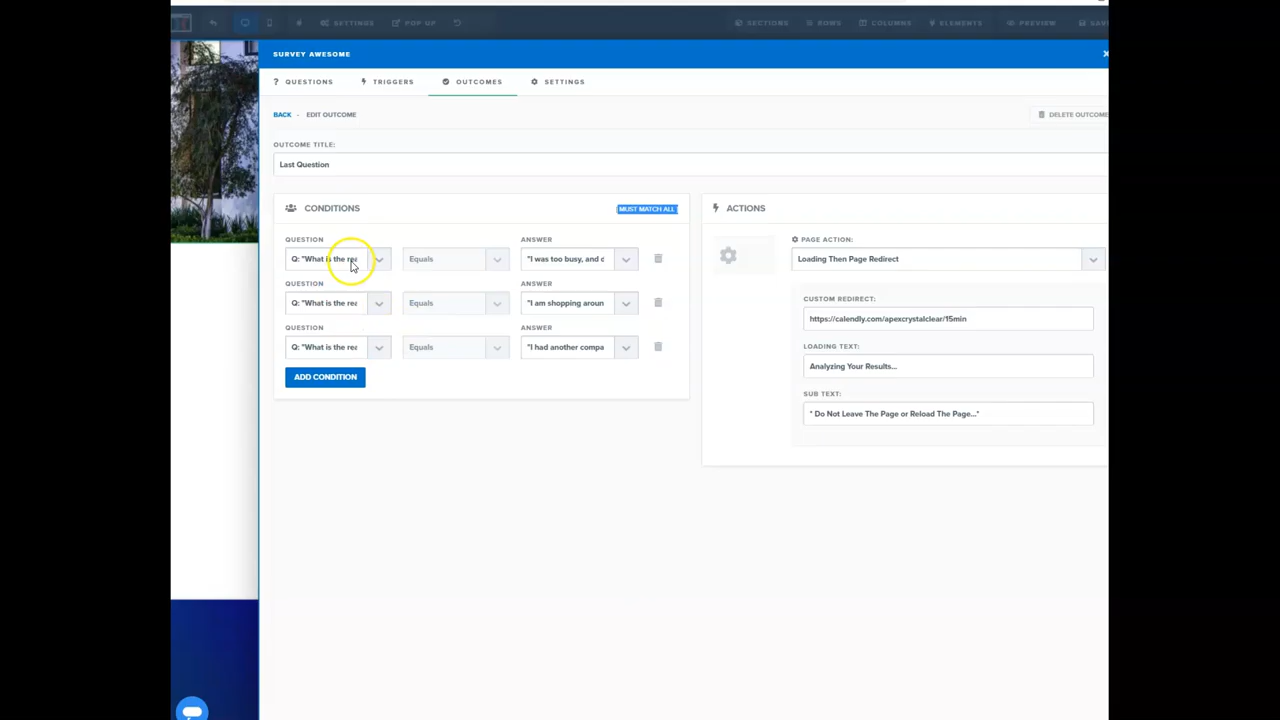 SETTINGS POP UP SECTIONS ROWS COLUMNS ELEMENTS PREVIEW SAVE
SURVEY AWESOME
? QUESTIONS TRIGGERS OUTCOMES SETTINGS
BACK - EDIT OUTCOME DELETE OUTCOME
OUTCOME TITLE:
Last Question
CONDITIONS MUST MATCH ALL ACTIONS
QUESTION ANSWER PAGE ACTION:
Q: "What is the rea Equals "I was too busy, and d Loading Then Page Redirect
QUESTION ANSWER
Q: "What is the rea Equals "I am shopping aroun
CUSTOM REDIRECT:
https://calendly.com/apexcrystalclear/15min
QUESTION ANSWER
Q: "What is the rea Equals "I had another compa
LOADING TEXT:
Analyzing Your Results...
ADD CONDITION
SUB TEXT:
" Do Not Leave The Page or Reload The Page..."